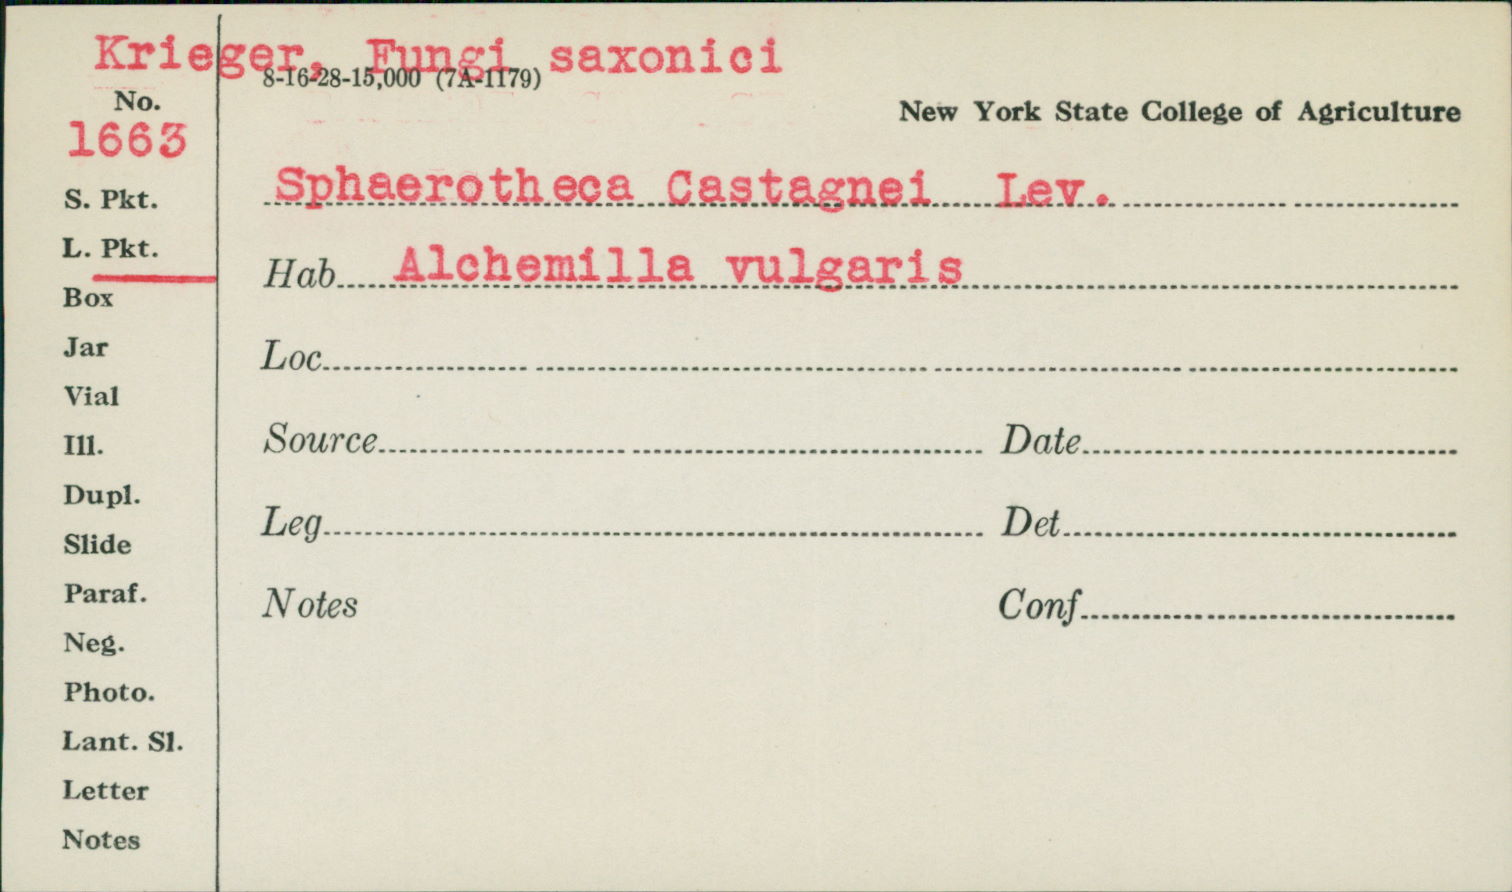 Krieger, Fungi saxonici
8-16-28-15,000 (7A-1179)
No.
New York State College of Agriculture
1663
Sphaerotheca Castagnei Lev.
S. Pkt.
L. Pkt.
Hab Alchemilla vulgaris
Box
Jar
Loc
Vial
Ill.
Source Date
Dupl.
Slide
Leg Det
Paraf.
Notes Conf
Neg.
Photo.
Lant. Sl.
Letter
Notes